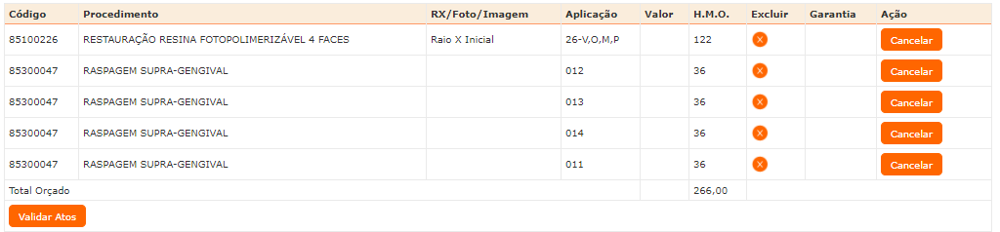 Código Procedimento RX/Foto/Imagem Aplicação Valor H.M.O. Excluir Garantia Ação
85100226 RESTAURAÇÃO RESINA FOTOPOLIMERIZÁVEL 4 FACES Raio X Inicial 26-V,O,M,P 122 Cancelar
85300047 RASPAGEM SUPRA-GENGIVAL 012 36 Cancelar
85300047 RASPAGEM SUPRA-GENGIVAL 013 36 Cancelar
85300047 RASPAGEM SUPRA-GENGIVAL 014 36 Cancelar
85300047 RASPAGEM SUPRA-GENGIVAL 011 36 Cancelar
Total Orçado 266,00
Validar Atos